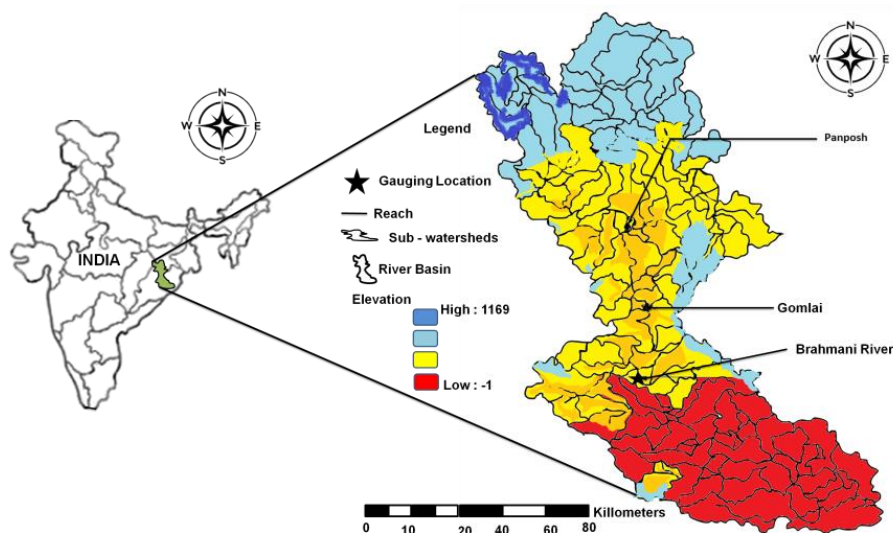 N
W E
S
N
W E
S
INDIA
Legend
Gauging Location
Reach
Sub - watersheds
River Basin
Elevation
High : 1169
Low : -1
Panposh
Gomlai
Brahmani River
Killometers
0 10 20 40 60 80